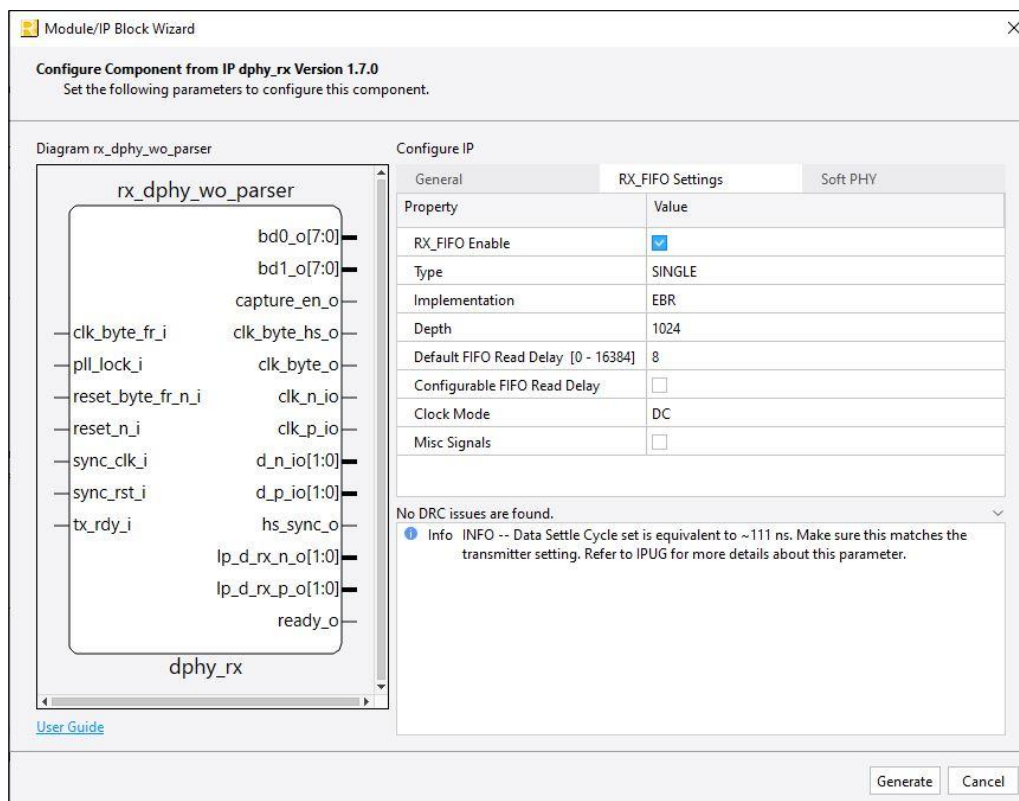 Module/IP Block Wizard
Configure Component from IP dphy_rx Version 1.7.0
Set the following parameters to configure this component.
Diagram rx_dphy_wo_parser
rx_dphy_wo_parser
bd0_o[7:0]
bd1_o[7:0]
capture_en_o
clk_byte_fr_i clk_byte_hs_o
pll_lock_i clk_byte_o
reset_byte_fr_n_i clk_n_io
reset_n_i clk_p_io
sync_clk_i d_n_io[1:0]
sync_rst_i d_p_io[1:0]
tx_rdy_i hs_sync_o
lp_d_rx_n_o[1:0]
lp_d_rx_p_o[1:0]
ready_o
dphy_rx
User Guide
Configure IP
General RX_FIFO Settings Soft PHY
Property Value
RX_FIFO Enable
Type SINGLE
Implementation EBR
Depth 1024
Default FIFO Read Delay [0 - 16384] 8
Configurable FIFO Read Delay
Clock Mode DC
Misc Signals
No DRC issues are found.
Info INFO -- Data Settle Cycle set is equivalent to ~111 ns. Make sure this matches the
transmitter setting. Refer to IPUG for more details about this parameter.
Generate Cancel